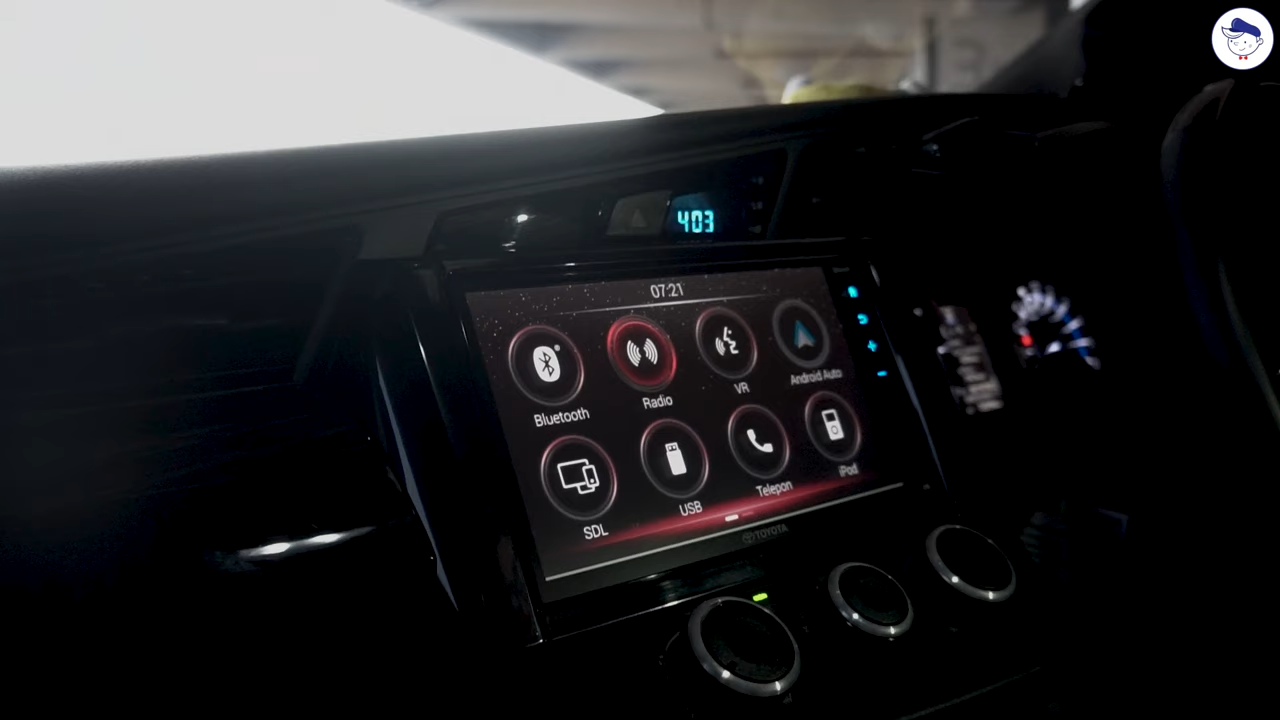 403
07:21
Bluetooth
Radio
VR
Android Auto
SDL
USB
Telepon
iPod
TOYOTA